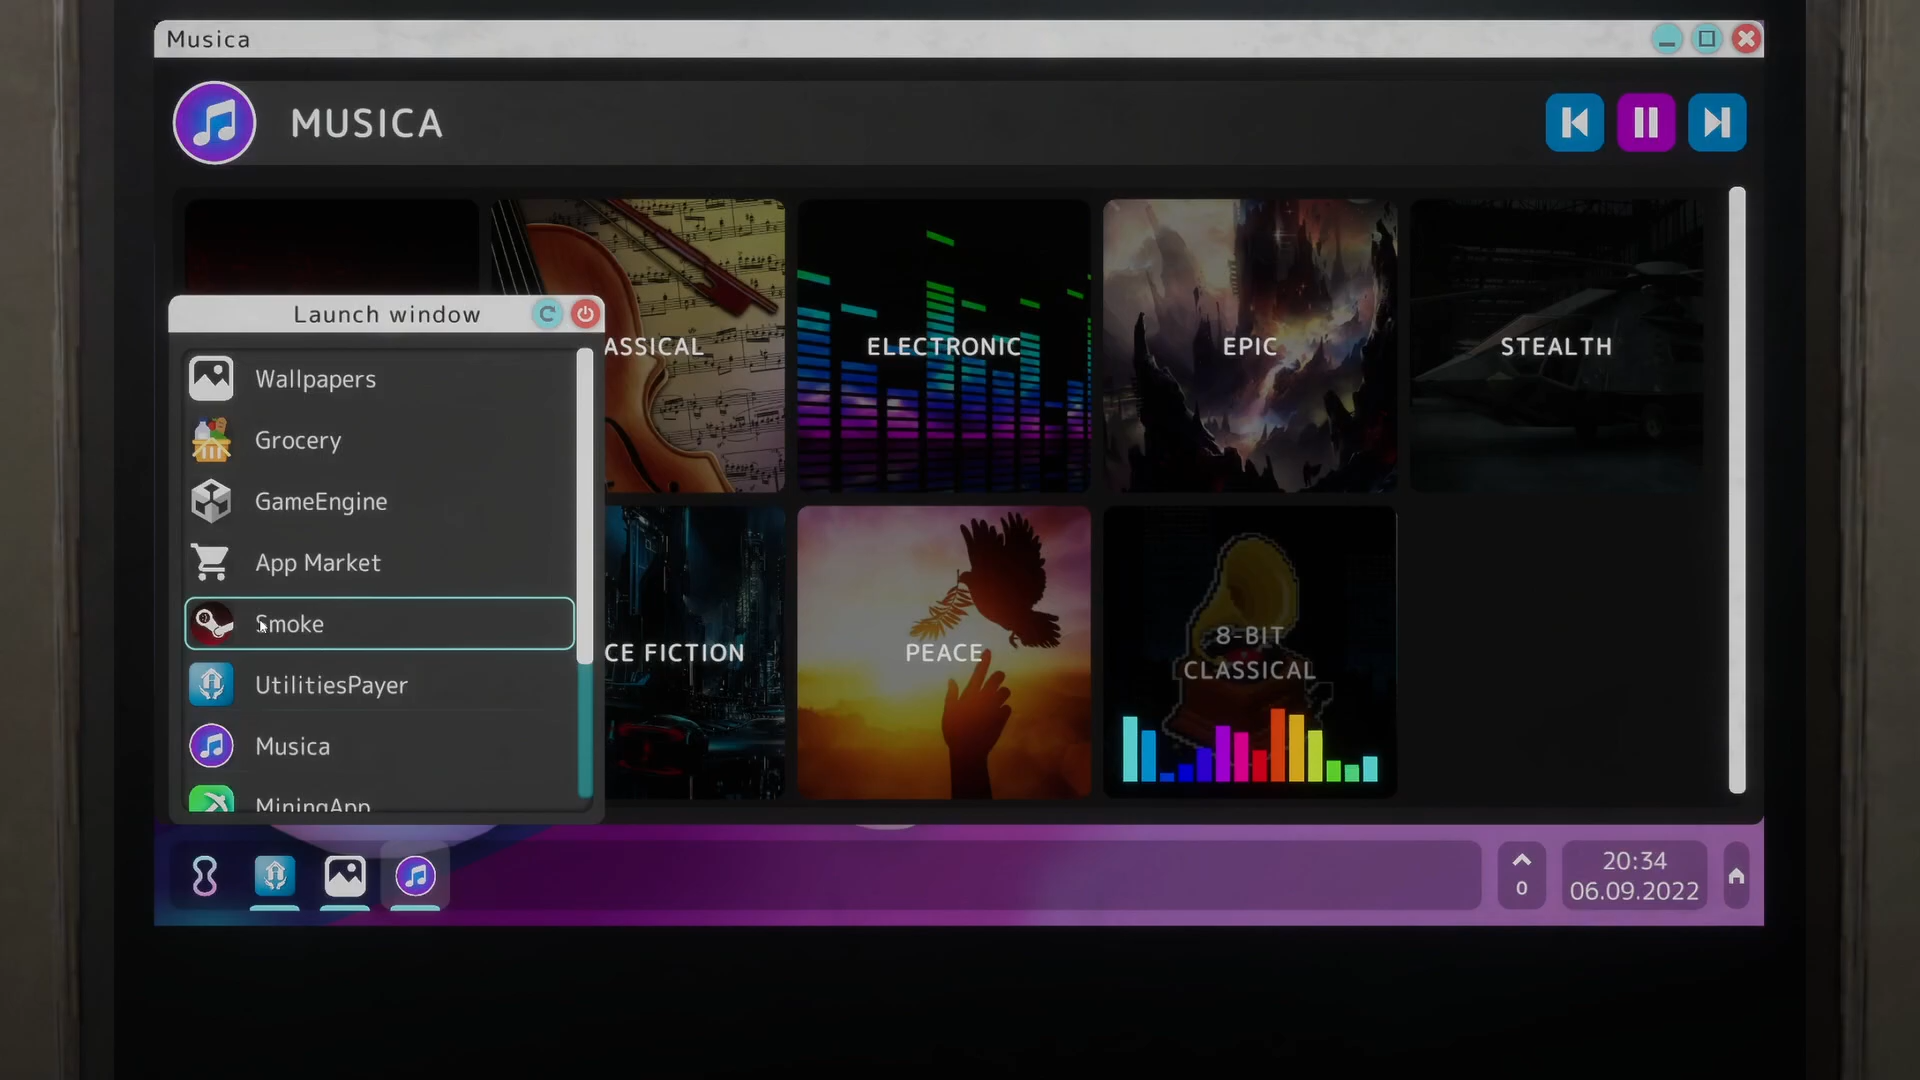 Musica
MUSICA
ASSICAL
ELECTRONIC
EPIC
STEALTH
Launch window
Wallpapers
Grocery
GameEngine
App Market
Smoke
UtilitiesPayer
Musica
MiningApp
CE FICTION
PEACE
8-BIT
CLASSICAL
0
20:34
06.09.2022